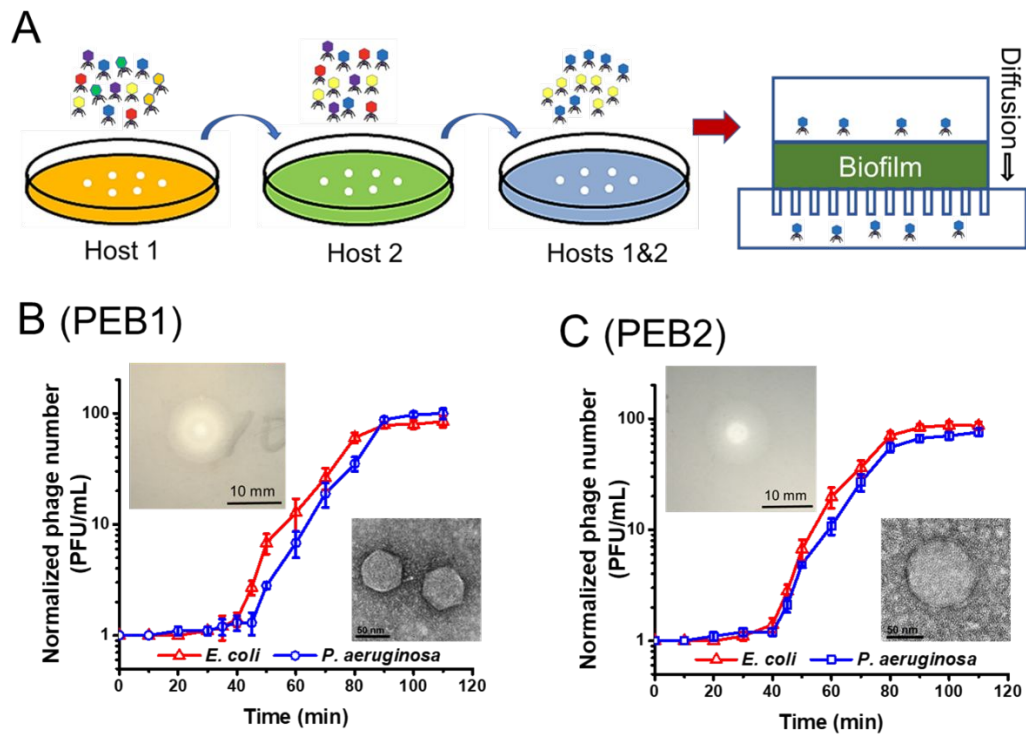 A
Host 1
Host 2
Hosts 1&2
Biofilm
Diffusion
B (PEB1)
Normalized phage number
(PFU/mL)
100
10
1
10 mm
50 nm
E. coli
P. aeruginosa
0 20 40 60 80 100 120
Time (min)
C (PEB2)
Normalized phage number
(PFU/mL)
100
10
1
10 mm
50 nm
E. coli
P. aeruginosa
0 20 40 60 80 100 120
Time (min)